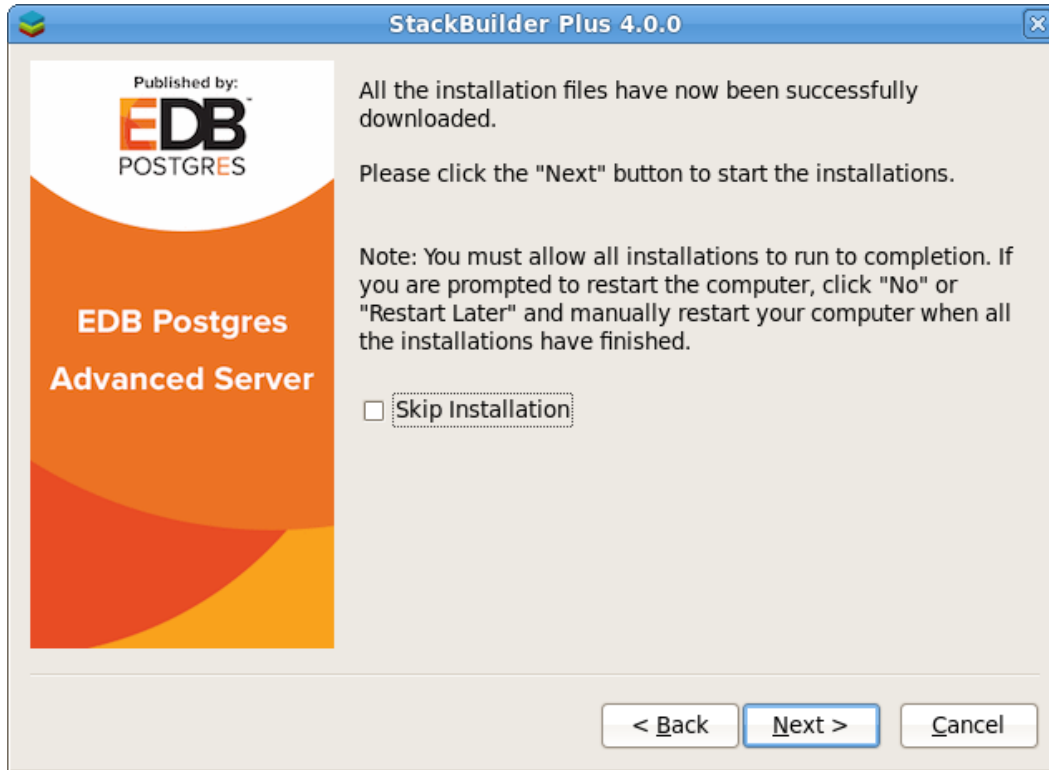 StackBuilder Plus 4.0.0
Published by:
EDB™
POSTGRES
EDB Postgres
Advanced Server
All the installation files have now been successfully
downloaded.
Please click the "Next" button to start the installations.
Note: You must allow all installations to run to completion. If
you are prompted to restart the computer, click "No" or
"Restart Later" and manually restart your computer when all
the installations have finished.
Skip Installation
< Back
Next >
Cancel